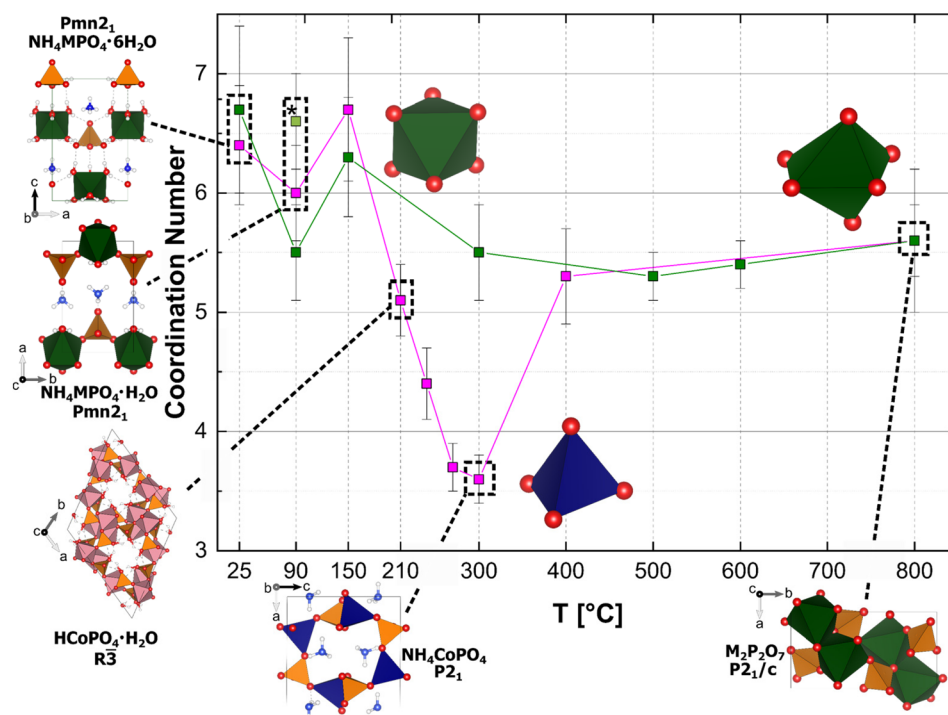 Pmn2₁
NH₄MPO₄·6H₂O
c
b
a
a
c
b
NH₄MPO₄·H₂O
Pmn2₁
b
c
a
HCoPO₄·H₂O
R3̅
Coordination Number
7
6
5
4
3
*
25
90
150
210
300
400
500
600
700
800
T [°C]
b
c
a
NH₄CoPO₄
P2₁
c
b
a
M₂P₂O₇
P2₁/c